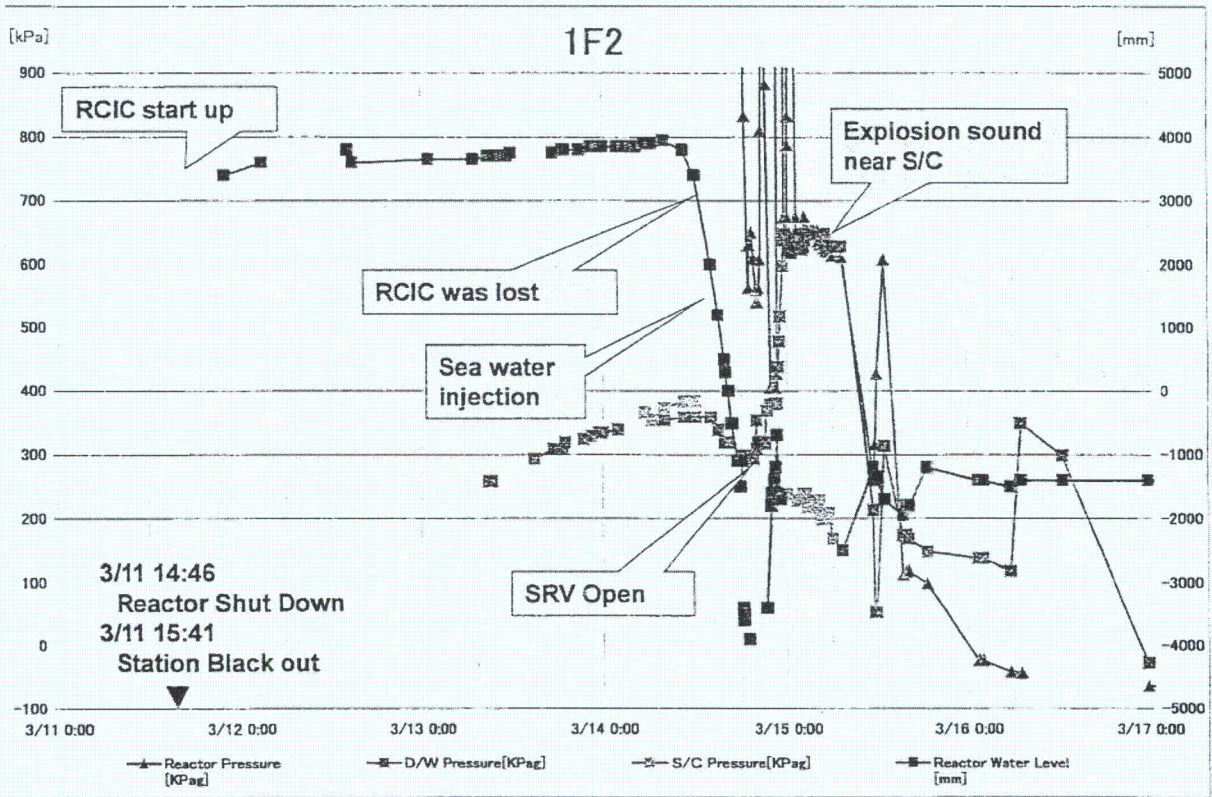 1F2
[kPa]
[mm]
900
800
700
600
500
400
300
200
100
0
-100
5000
4000
3000
2000
1000
0
-1000
-2000
-3000
-4000
-5000
RCIC start up
Explosion sound
near S/C
RCIC was lost
Sea water
injection
SRV Open
3/11 14:46
Reactor Shut Down
3/11 15:41
Station Black out
3/11 0:00
3/12 0:00
3/13 0:00
3/14 0:00
3/15 0:00
3/16 0:00
3/17 0:00
Reactor Pressure
[KPag]
D/W Pressure[KPag]
S/C Pressure[KPag]
Reactor Water Level
[mm]